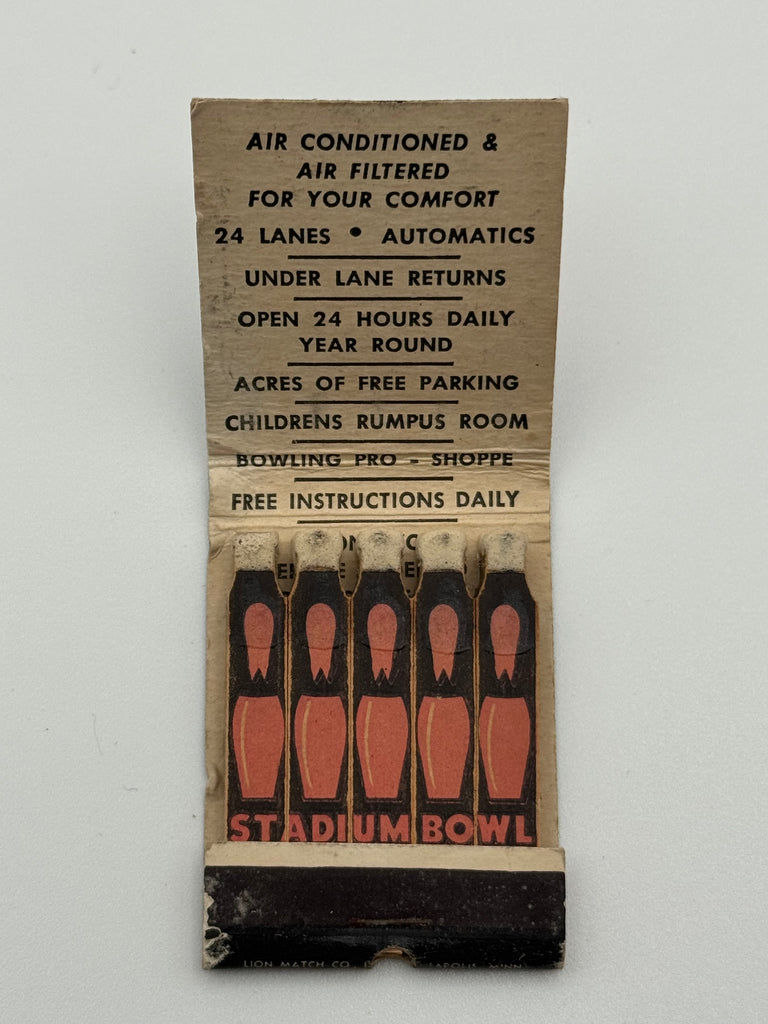 AIR CONDITIONED &
AIR FILTERED
FOR YOUR COMFORT
24 LANES • AUTOMATICS
UNDER LANE RETURNS
OPEN 24 HOURS DAILY
YEAR ROUND
ACRES OF FREE PARKING
CHILDRENS RUMPUS ROOM
BOWLING PRO - SHOPPE
FREE INSTRUCTIONS DAILY
STADIUM BOWL
LION MATCH CO. MINN